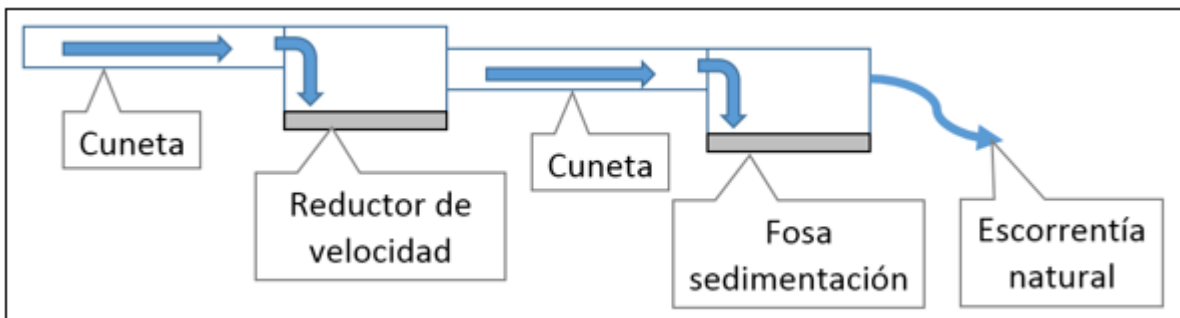 Cuneta
Reductor de
velocidad
Cuneta
Fosa
sedimentación
Escorrentía
natural